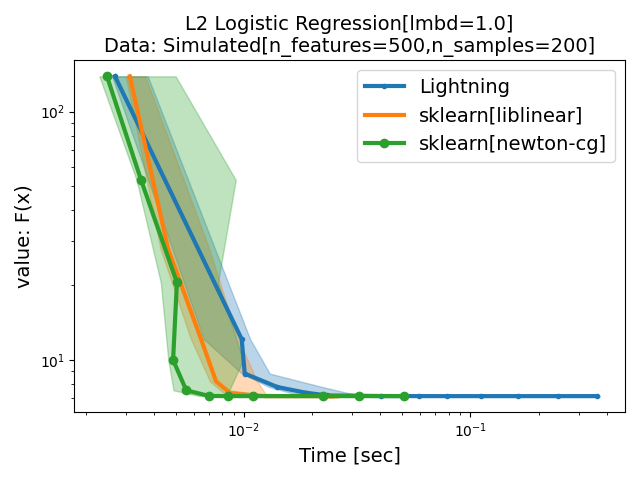 L2 Logistic Regression[lmbd=1.0]
Data: Simulated[n_features=500,n_samples=200]
Lightning
sklearn[liblinear]
sklearn[newton-cg]
value: F(x)
10²
10¹
10⁻²
10⁻¹
Time [sec]